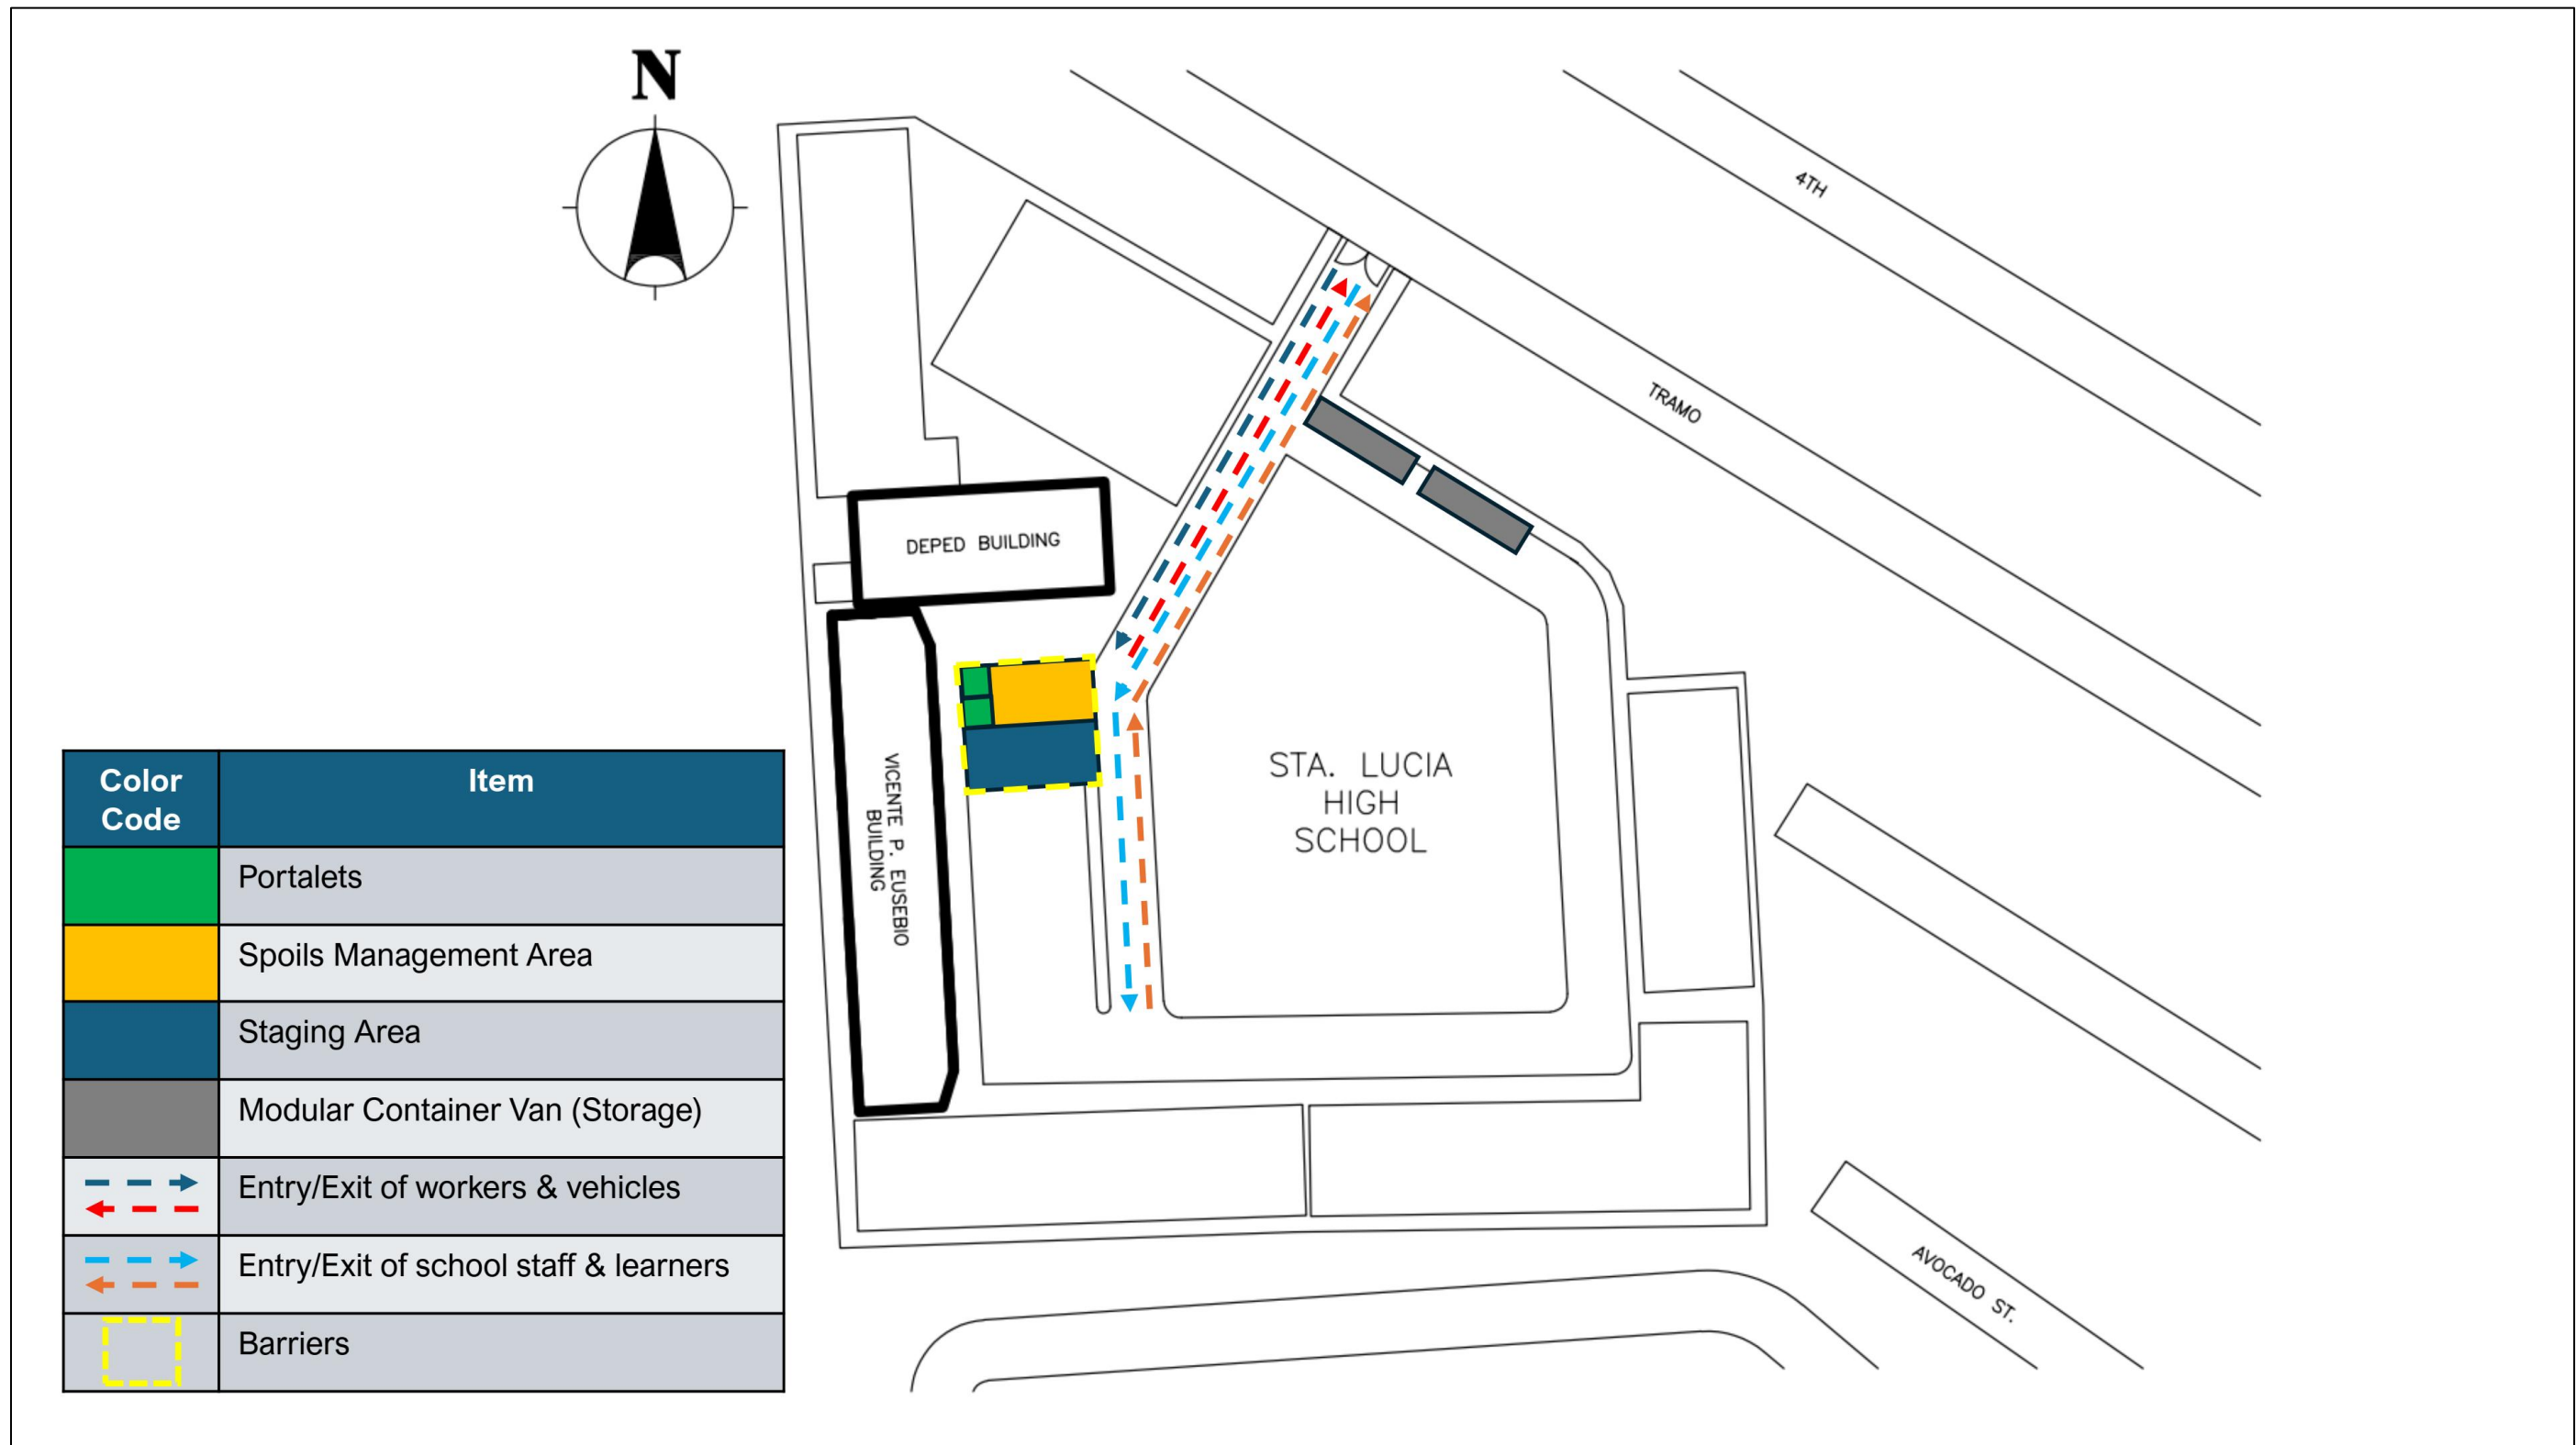 N
4TH
TRAMO
DEPED BUILDING
VICENTE P. EUSEBIO
BUILDING
STA. LUCIA
HIGH
SCHOOL
AVOCADO ST.
Color
Code
Item
Portalets
Spoils Management Area
Staging Area
Modular Container Van (Storage)
Entry/Exit of workers & vehicles
Entry/Exit of school staff & learners
Barriers